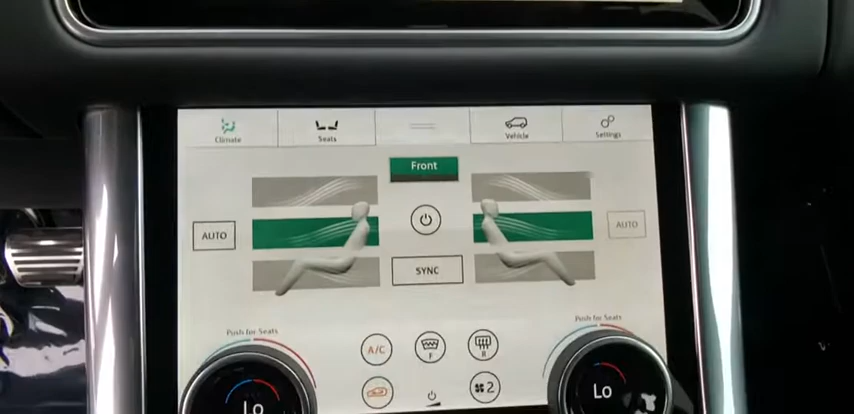 Climate
Seats
Vehicle
Settings
Front
AUTO
AUTO
SYNC
Push for Seats
Push for Seats
A/C
F
R
2
Lo
Lo